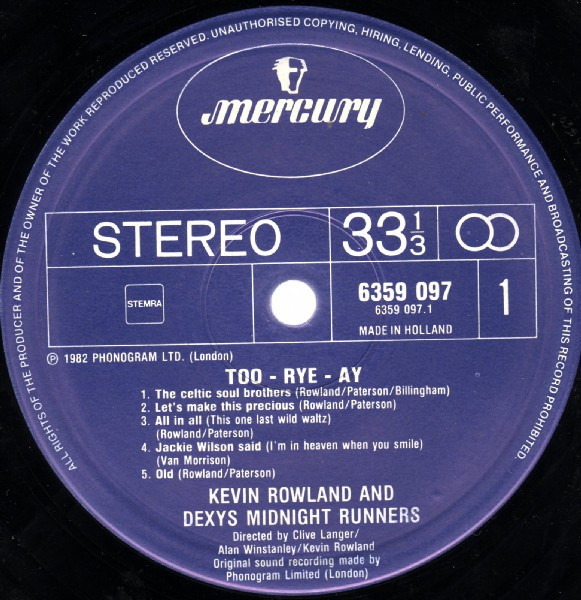 ALL RIGHTS OF THE PRODUCER AND OF THE OWNER OF THE WORK REPRODUCED RESERVED. UNAUTHORISED COPYING, HIRING, LENDING, PUBLIC PERFORMANCE AND BROADCASTING OF THIS RECORD PROHIBITED.
mercury
STEREO
33 1/3
STEMRA
6359 097
6359 097.1
MADE IN HOLLAND
1
℗ 1982 PHONOGRAM LTD. (London)
TOO - RYE - AY
1. The celtic soul brothers (Rowland/Paterson/Billingham)
2. Let's make this precious (Rowland/Paterson)
3. All in all (This one last wild waltz)
(Rowland/Paterson)
4. Jackie Wilson said (I'm in heaven when you smile)
(Van Morrison)
5. Old (Rowland/Paterson)
KEVIN ROWLAND AND
DEXYS MIDNIGHT RUNNERS
Directed by Clive Langer/
Alan Winstanley/Kevin Rowland
Original sound recording made by
Phonogram Limited (London)